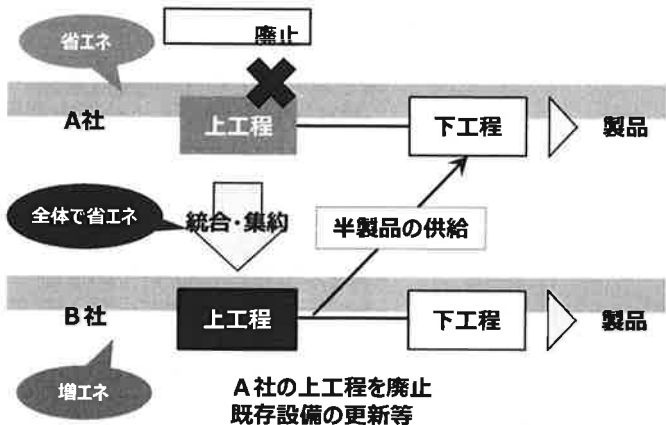 省エネ
廃止
A社
上工程
下工程
製品
全体で省エネ
統合・集約
半製品の供給
B社
上工程
下工程
製品
増エネ
A社の上工程を廃止
既存設備の更新等